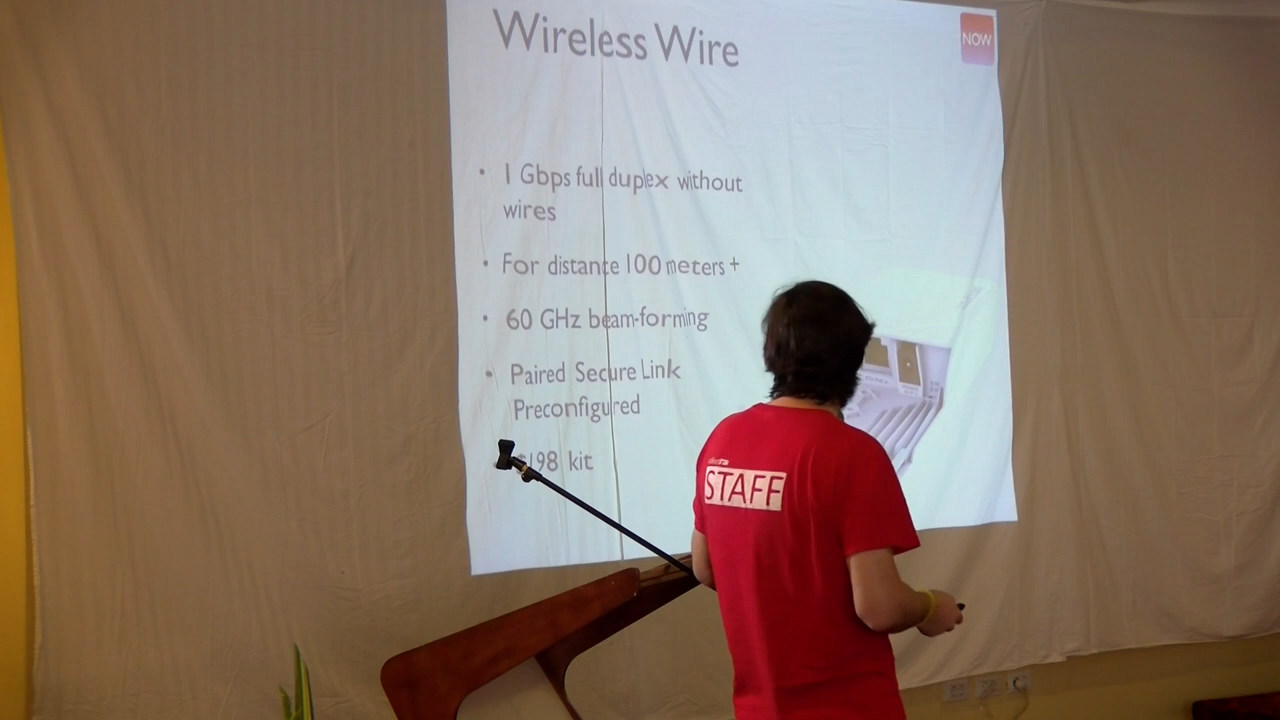 Wireless Wire
NOW
• 1 Gbps full duplex without
wires
• For distance 100 meters +
• 60 GHz beam-forming
• Paired Secure Link
Preconfigured
$198 kit
STAFF